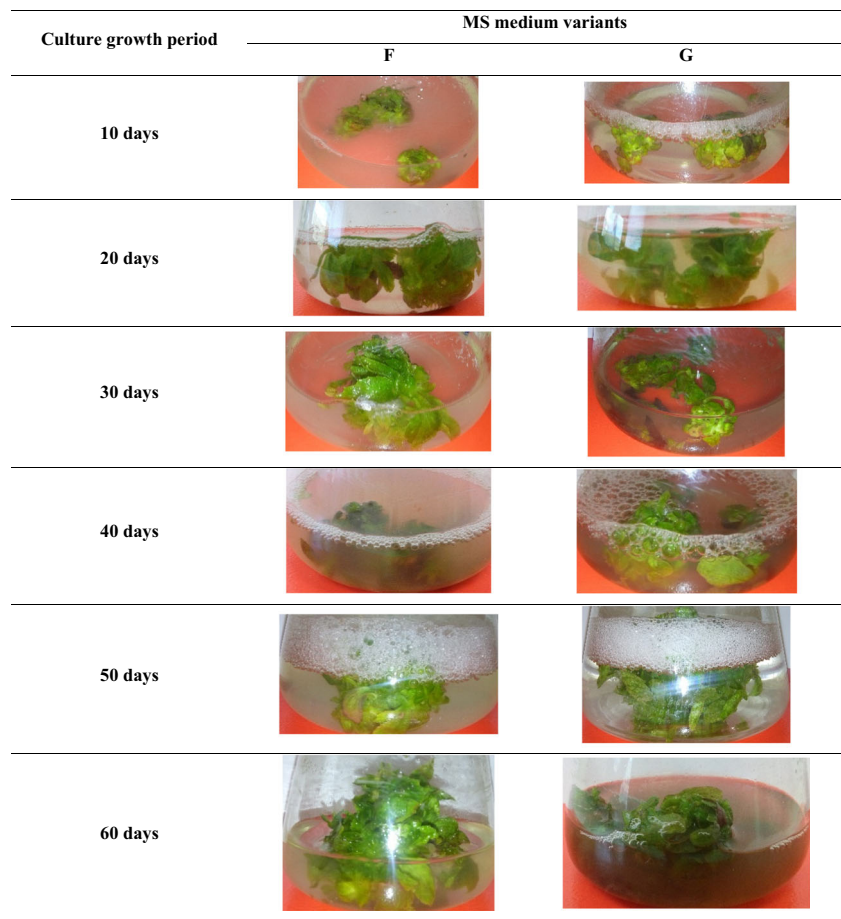 Culture growth period
MS medium variants
F G
10 days
20 days
30 days
40 days
50 days
60 days